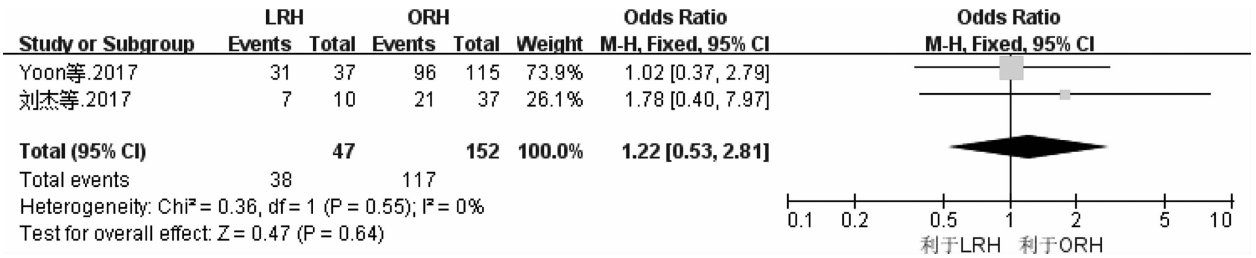 LRH ORH Odds Ratio Odds Ratio
Study or Subgroup Events Total Events Total Weight M-H, Fixed, 95% CI M-H, Fixed, 95% CI
Yoon等.2017 31 37 96 115 73.9% 1.02 [0.37, 2.79]
刘杰等.2017 7 10 21 37 26.1% 1.78 [0.40, 7.97]
Total (95% CI) 47 152 100.0% 1.22 [0.53, 2.81]
Total events 38 117
Heterogeneity: Chi² = 0.36, df = 1 (P = 0.55); I² = 0%
Test for overall effect: Z = 0.47 (P = 0.64)
0.1 0.2 0.5 1 2 5 10
利于LRH 利于ORH